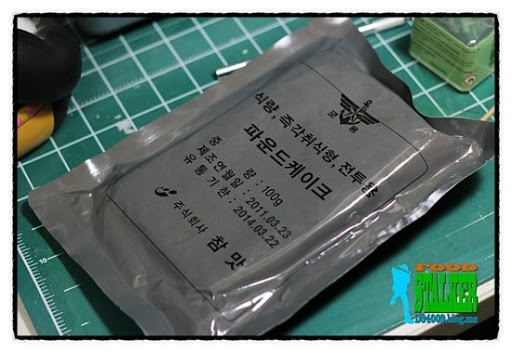 군 용
식량, 즉각취식형, 전투용
파운드케이크
중 량 : 100g
제조연월일 : 2011.03.23
유통기한 : 2014.03.22
주식회사 참 맛
FOOD
STALKER